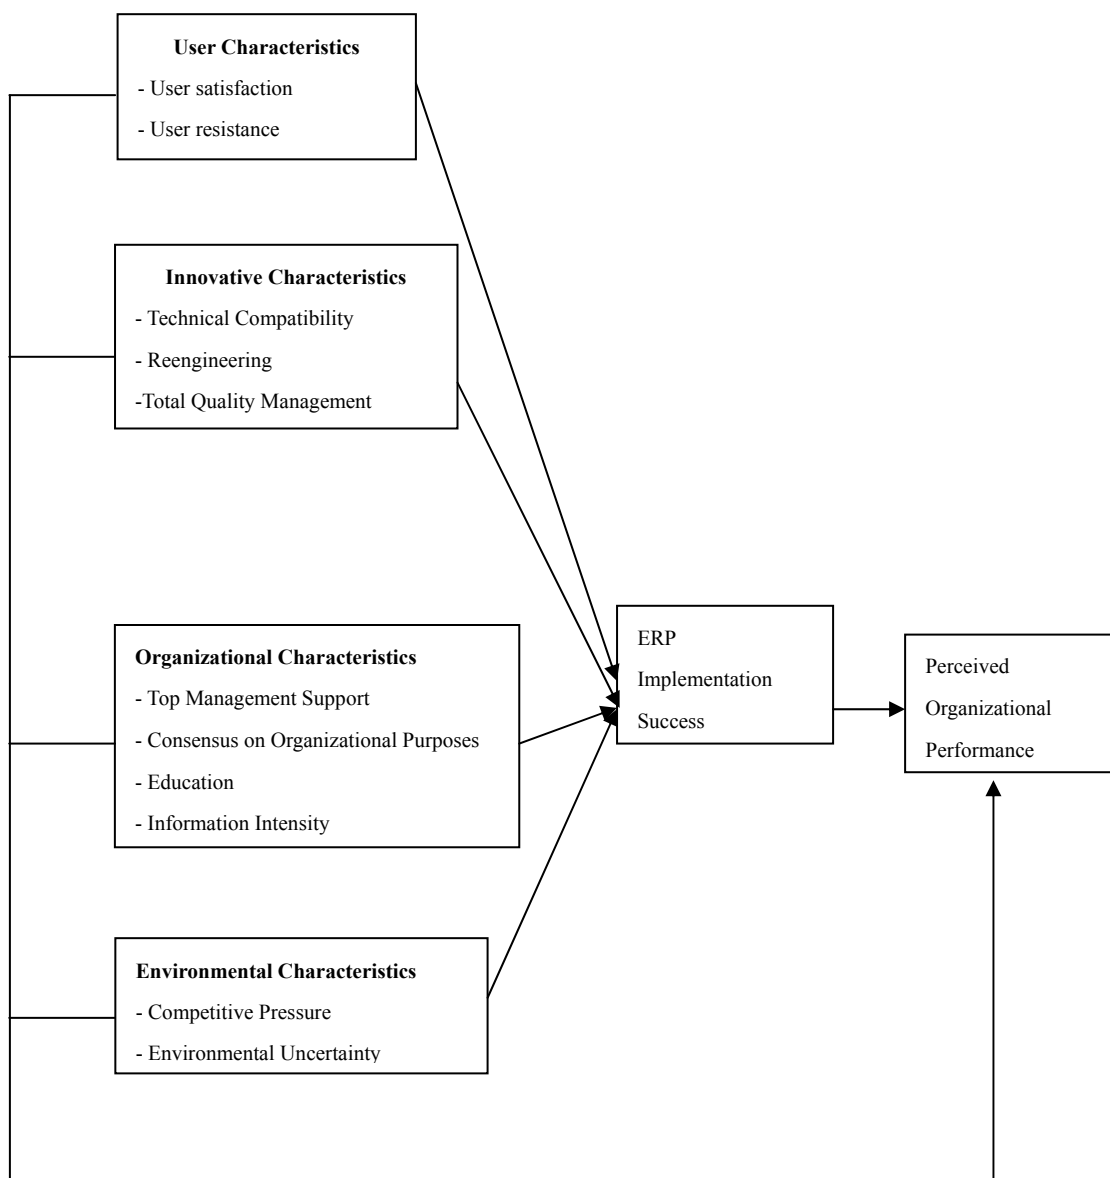 User Characteristics
- User satisfaction
- User resistance
Innovative Characteristics
- Technical Compatibility
- Reengineering
-Total Quality Management
Organizational Characteristics
- Top Management Support
- Consensus on Organizational Purposes
- Education
- Information Intensity
Environmental Characteristics
- Competitive Pressure
- Environmental Uncertainty
ERP
Implementation
Success
Perceived
Organizational
Performance